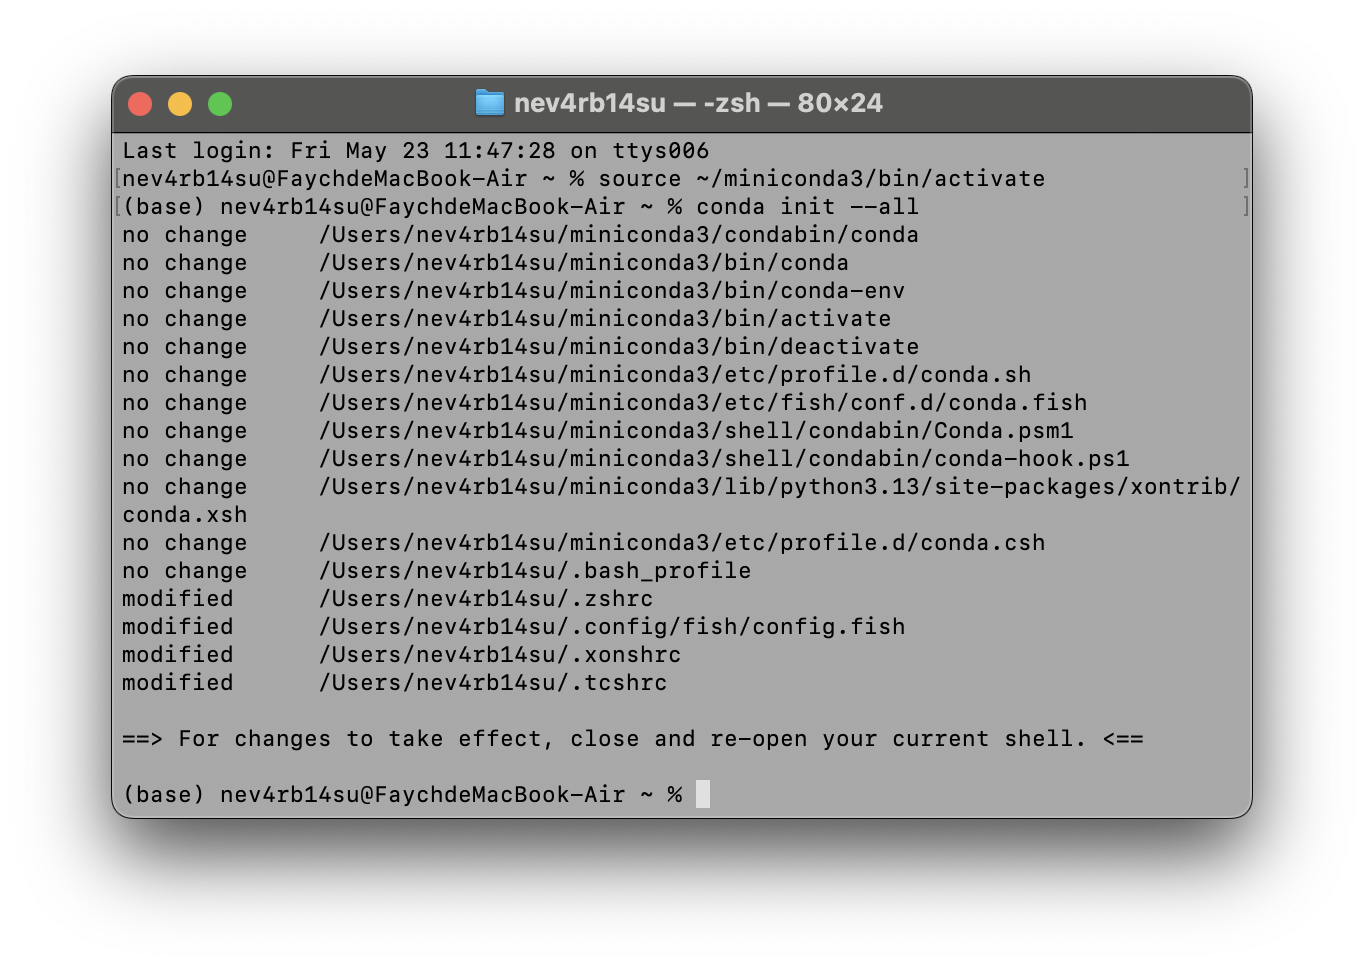 nev4rb14su — -zsh — 80×24
Last login: Fri May 23 11:47:28 on ttys006
[nev4rb14su@FaychdeMacBook-Air ~ % source ~/miniconda3/bin/activate ]
[(base) nev4rb14su@FaychdeMacBook-Air ~ % conda init --all ]
no change     /Users/nev4rb14su/miniconda3/condabin/conda
no change     /Users/nev4rb14su/miniconda3/bin/conda
no change     /Users/nev4rb14su/miniconda3/bin/conda-env
no change     /Users/nev4rb14su/miniconda3/bin/activate
no change     /Users/nev4rb14su/miniconda3/bin/deactivate
no change     /Users/nev4rb14su/miniconda3/etc/profile.d/conda.sh
no change     /Users/nev4rb14su/miniconda3/etc/fish/conf.d/conda.fish
no change     /Users/nev4rb14su/miniconda3/shell/condabin/Conda.psm1
no change     /Users/nev4rb14su/miniconda3/shell/condabin/conda-hook.ps1
no change     /Users/nev4rb14su/miniconda3/lib/python3.13/site-packages/xontrib/
conda.xsh
no change     /Users/nev4rb14su/miniconda3/etc/profile.d/conda.csh
no change     /Users/nev4rb14su/.bash_profile
modified      /Users/nev4rb14su/.zshrc
modified      /Users/nev4rb14su/.config/fish/config.fish
modified      /Users/nev4rb14su/.xonshrc
modified      /Users/nev4rb14su/.tcshrc
==> For changes to take effect, close and re-open your current shell. <==
(base) nev4rb14su@FaychdeMacBook-Air ~ %